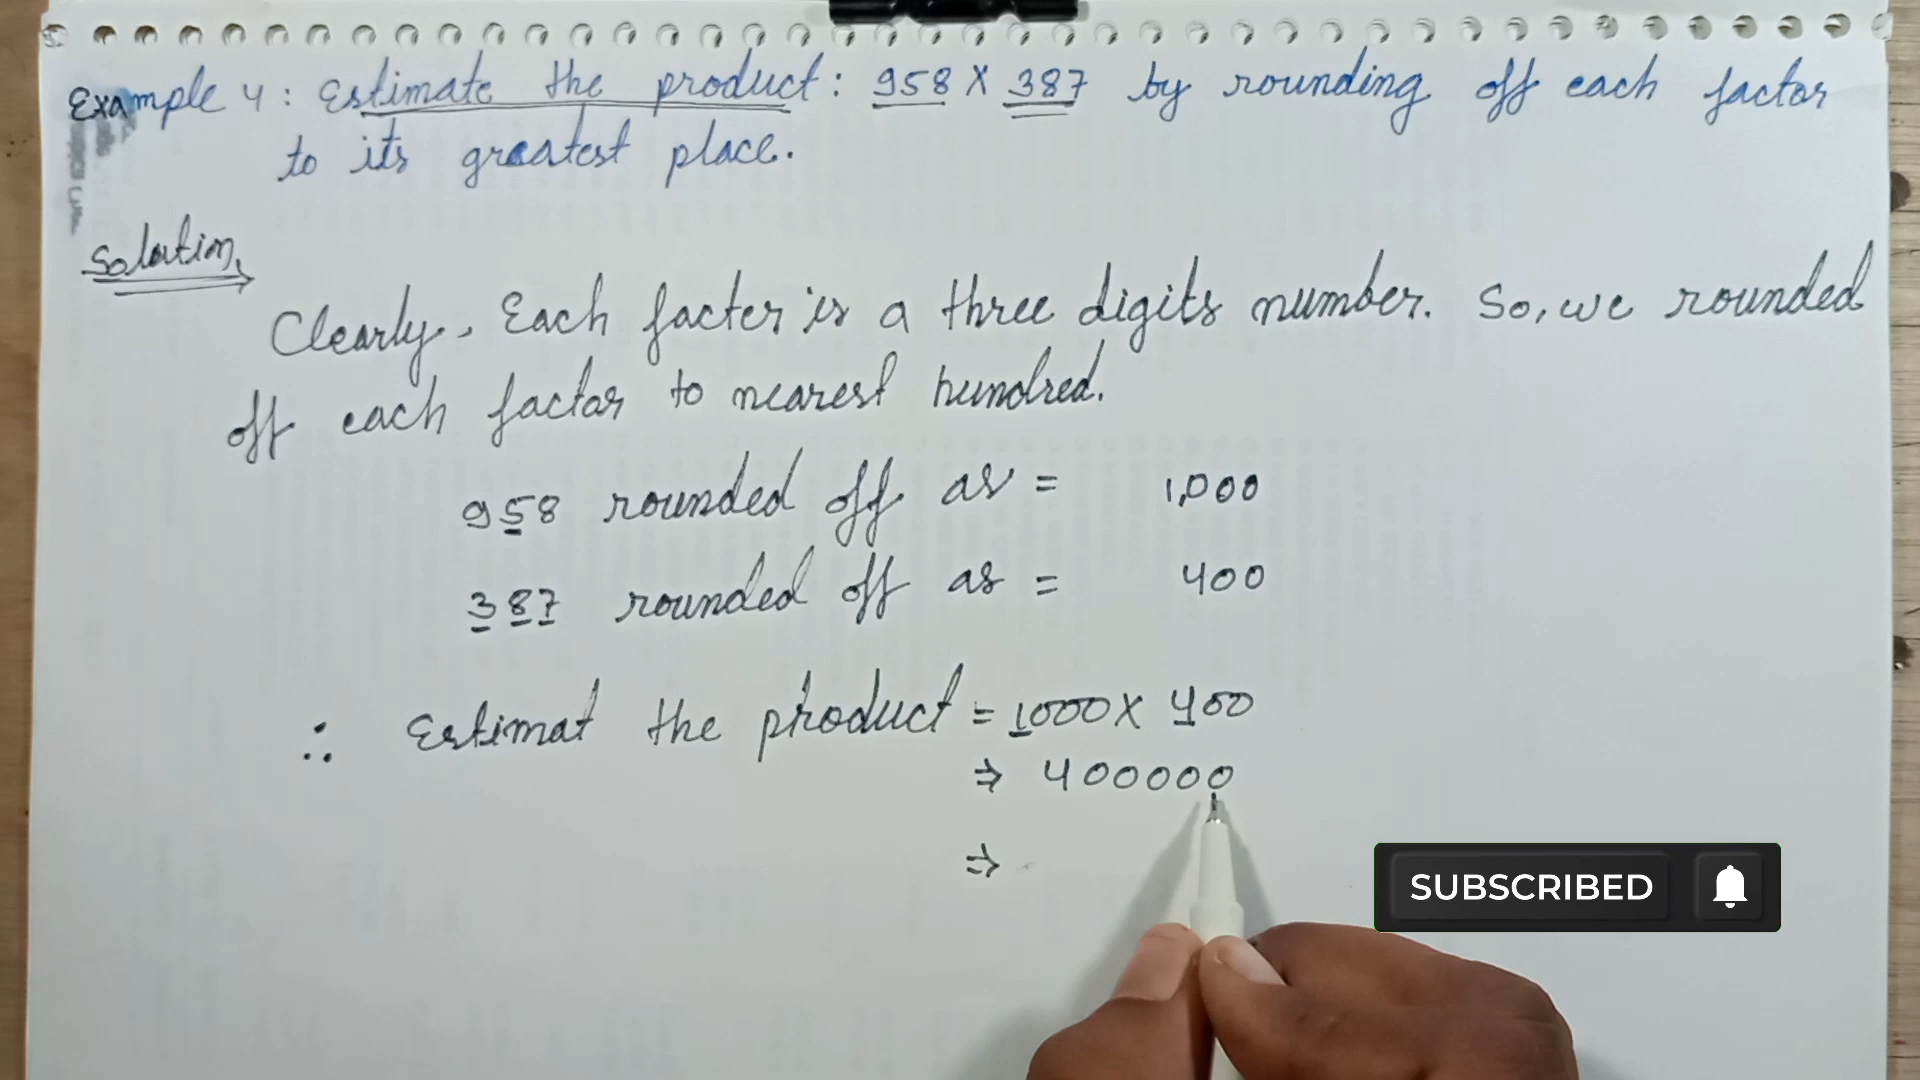 Example 4 : Estimate the product : 958 X 387 by rounding off each factor
to its greatest place.
Solution,
Clearly, Each facter is a three digits number. So, we rounded
off each factor to nearest hundred.
958 rounded off as = 1,000
387 rounded off as = 400
∴ Estimat the product = 1000 X 400
⇒ 400000
⇒
SUBSCRIBED